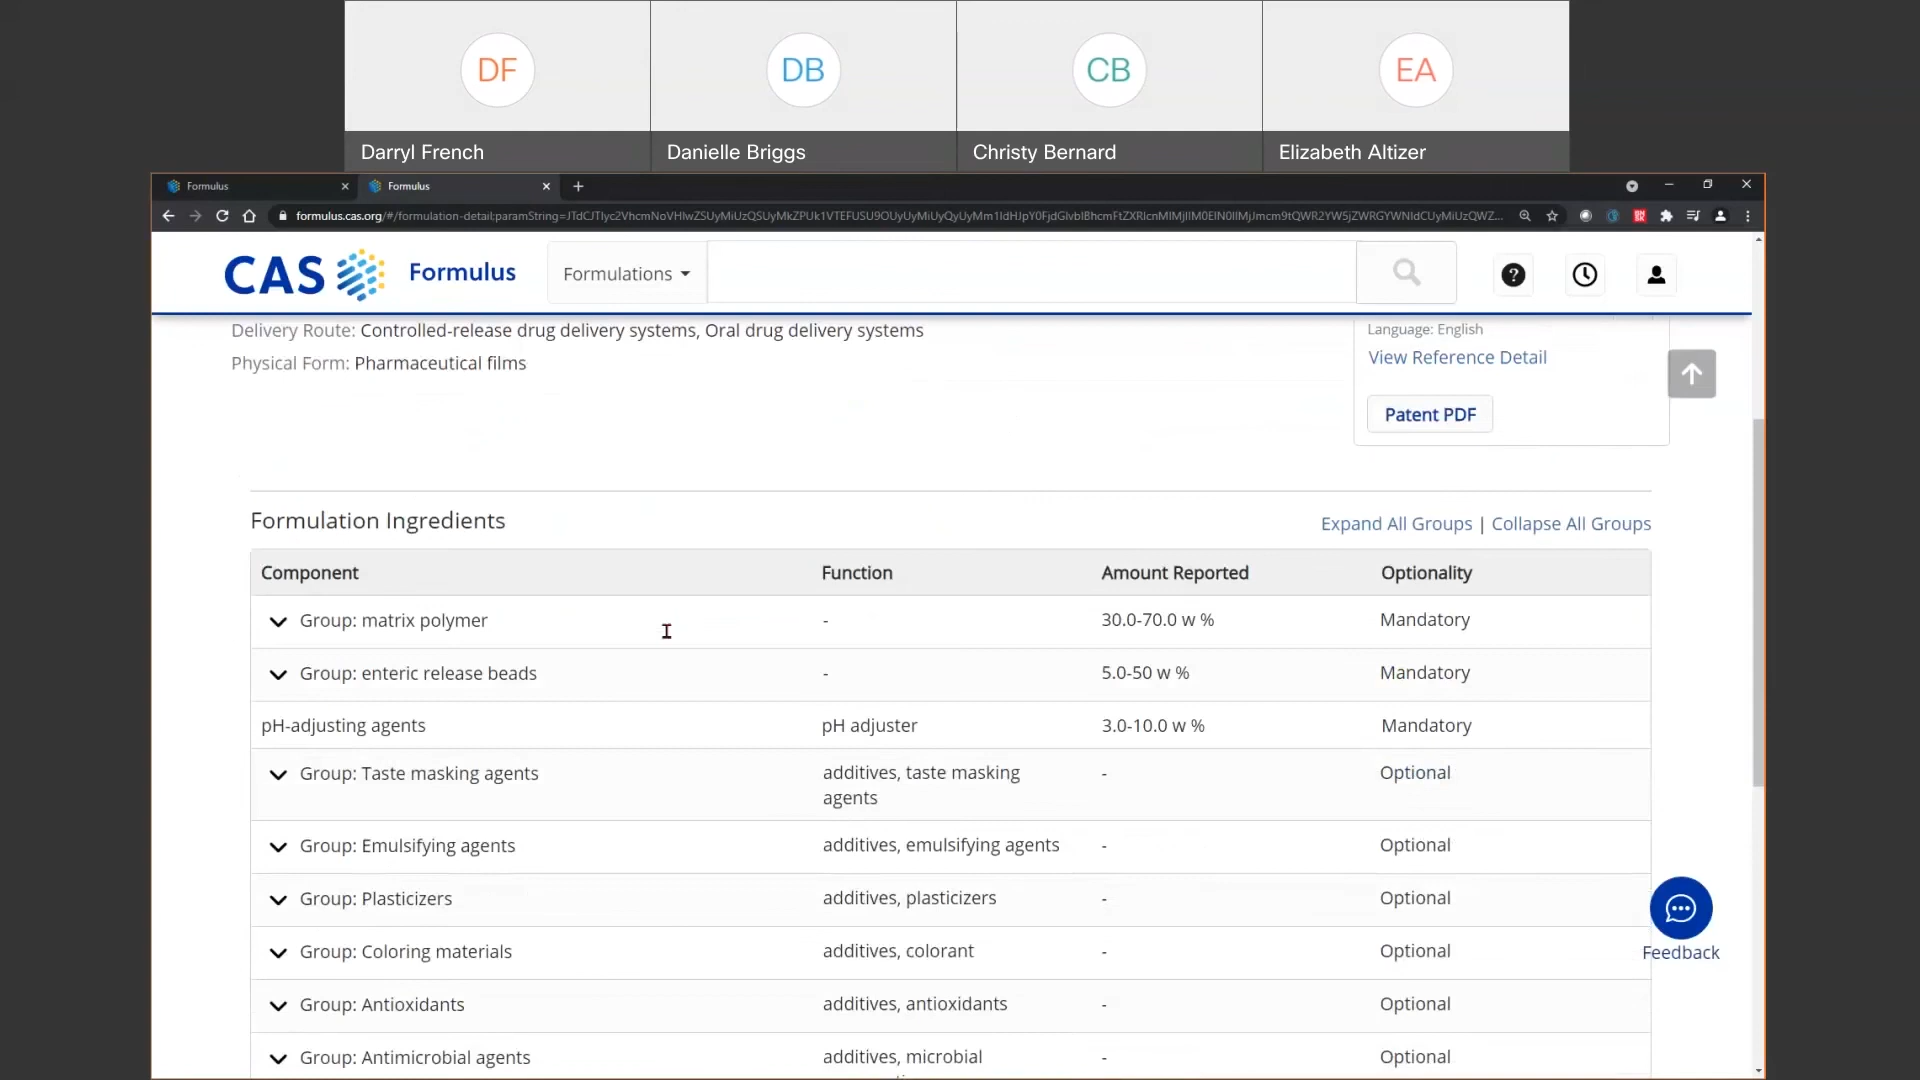 DF
DB
CB
EA
Darryl French
Danielle Briggs
Christy Bernard
Elizabeth Altizer
Formulus
Formulus
CAS
Formulus
Formulations
Delivery Route: Controlled-release drug delivery systems, Oral drug delivery systems
Physical Form: Pharmaceutical films
Language: English
View Reference Detail
Patent PDF
Formulation Ingredients
Expand All Groups | Collapse All Groups
Component Function Amount Reported Optionality
Group: matrix polymer - 30.0-70.0 w % Mandatory
Group: enteric release beads - 5.0-50 w % Mandatory
pH-adjusting agents pH adjuster 3.0-10.0 w % Mandatory
Group: Taste masking agents additives, taste masking - Optional
agents
Group: Emulsifying agents additives, emulsifying agents - Optional
Group: Plasticizers additives, plasticizers - Optional
Group: Coloring materials additives, colorant - Optional
Group: Antioxidants additives, antioxidants - Optional
Group: Antimicrobial agents additives, microbial - Optional
Feedback